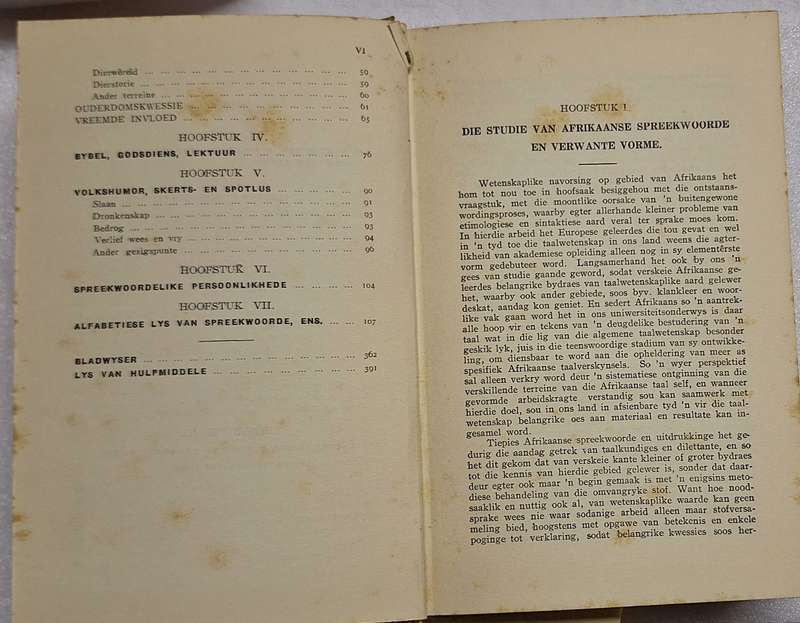 VI
Dierwêreld ... 59
Dierstorie ... 59
Ander terreine ... 60
OUDERDOMSKWESSIE ... 61
VREEMDE INVLOED ... 65
HOOFSTUK IV.
BYBEL, GODSDIENS, LEKTUUR ... 76
HOOFSTUK V.
VOLKSHUMOR, SKERTS- EN SPOTLUS ... 90
Slaan ... 91
Dronkenskap ... 93
Bedrog ... 93
Verlief wees en vry ... 94
Ander gesigspunte ... 96
HOOFSTUK VI.
SPREEKWOORDELIKE PERSOONLIKHEDE ... 104
HOOFSTUK VII.
ALFABETIESE LYS VAN SPREEKWOORDE, ENS. ... 107
BLADWYSER ... 362
LYS VAN HULPMIDDELE ... 391
HOOFSTUK I.
DIE STUDIE VAN AFRIKAANSE SPREEKWOORDE
EN VERWANTE VORME.
Wetenskaplike navorsing op gebied van Afrikaans het
hom tot nou toe in hoofsaak besiggehou met die ontstaans-
vraagstuk, met die moontlike oorsake van 'n buitengewone
wordingsproses, waarby egter allerhande kleiner probleme van
etimologiese en sintaktiese aard veral ter sprake moes kom.
In hierdie arbeid het Europese geleerdes die tou gevat en wel
in 'n tyd toe die taalwetenskap in ons land weens die agter-
likheid van akademiese opleiding alleen nog in sy elementêrste
vorm gedebuteer word. Langsamerhand het ook by ons 'n
gees van studie gaande geword, sodat verskeie Afrikaanse ge-
leerdes belangrike bydraes van taalwetenskaplike aard gelewer
het, waarby ook ander gebiede, soos byv. klankleer en woor-
deskat, aandag kon geniet. En sedert Afrikaans so 'n aantrek-
like vak gaan word het in ons uniwersiteitsonderwys is daar
alle hoop vir en tekens van 'n deugdelike bestudering van 'n
taal wat in die lig van die algemene taalwetenskap besonder
geskik lyk, juis in die teenswoordige stadium van sy ontwikke-
ling, om diensbaar te word aan die opheldering van meer as
spesifiek Afrikaanse taalverskynsels. So 'n wyer perspektief
sal alleen verkry word deur 'n sistematiese ontginning van die
verskillende terreine van die Afrikaanse taal self, en wanneer
gevormde arbeidskragte verstandig sou kan saamwerk met
hierdie doel, sou in ons land in afsienbare tyd 'n vir die taal-
wetenskap belangrike oes aan materiaal en resultate kan in-
gesamel word.
Tiepies Afrikaanse spreekwoorde en uitdrukkinge het ge-
durig die aandag getrek van taalkundiges en dilettante, en so
het dit gekom dat van verskeie kante kleiner of groter bydraes
tot die kennis van hierdie gebied gelewer is, sonder dat daar-
deur egter ook maar 'n begin gemaak is met 'n enigsins meto-
diese behandeling van die omvangryke stof. Want hoe nood-
saaklik en nuttig ook al, van wetenskaplike waarde kan geen
sprake wees nie waar sodanige arbeid alleen maar stofversa-
meling bied, hoogstens met opgawe van betekenis en enkele
poginge tot verklaring, sodat belangrike kwessies soos her-